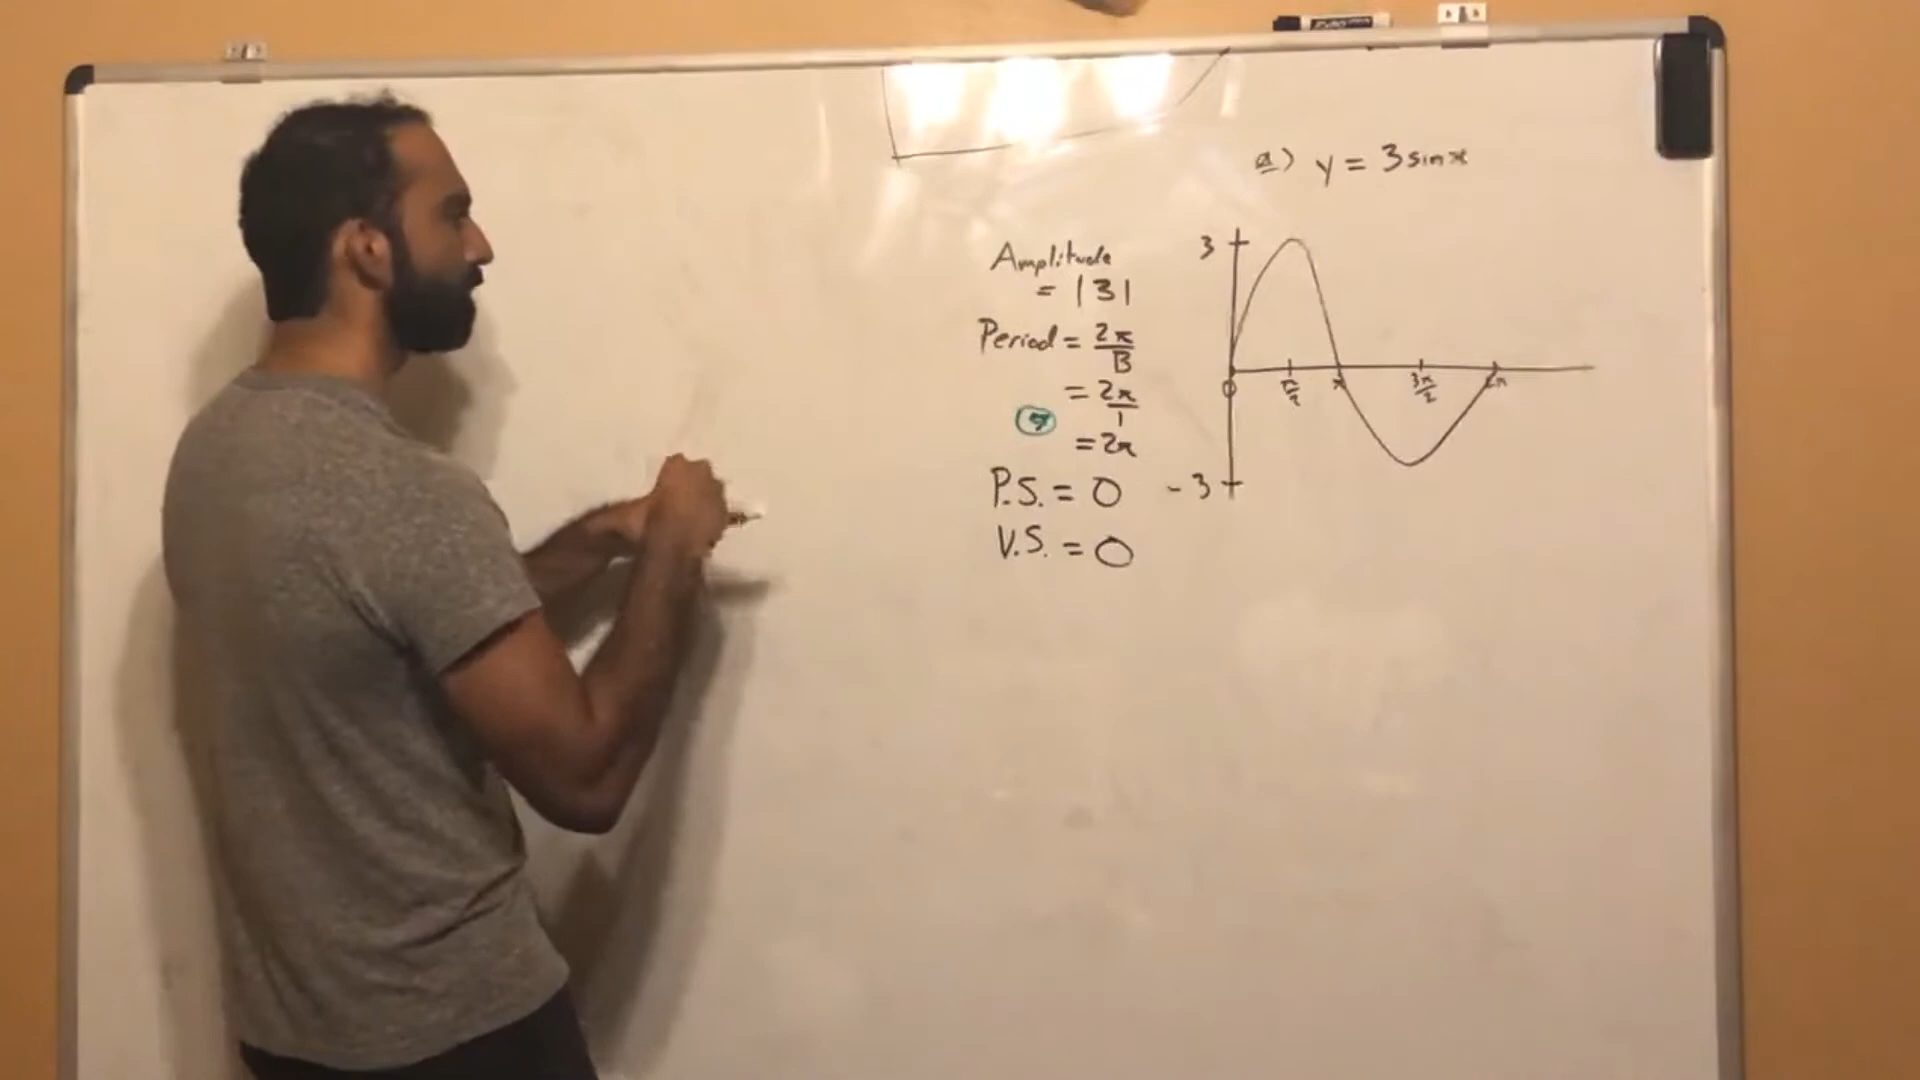 a) y = 3 sin x
Amplitude
= |3|
Period = 2π/B
= 2π/1
= 2π
P.S. = 0
V.S. = 0
3
0
π/2
π
3π/2
2π
-3